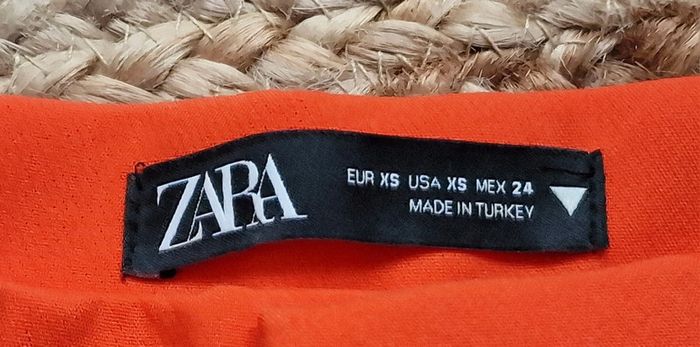 ZARA
EUR XS USA XS MEX 24
MADE IN TURKEY